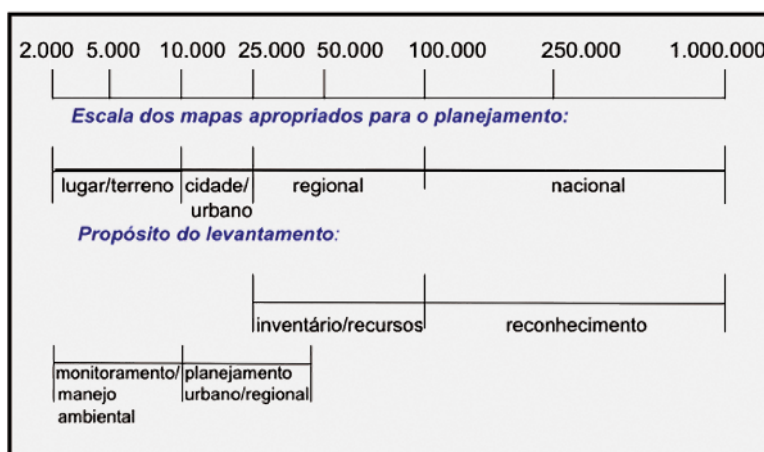 2.000 5.000 10.000 25.000 50.000 100.000 250.000 1.000.000
Escala dos mapas apropriados para o planejamento:
lugar/terreno cidade/ regional nacional
urbano
Propósito do levantamento:
inventário/recursos reconhecimento
monitoramento/ planejamento
manejo urbano/regional
ambiental